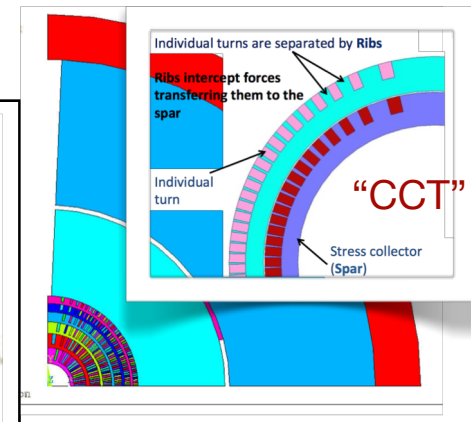 Individual turns are separated by Ribs
Ribs intercept forces
transferring them to the
spar
Individual
turn
"CCT"
Stress collector
(Spar)